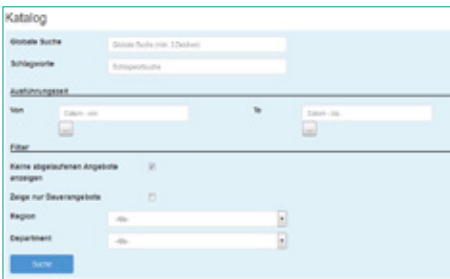 Katalog
Globale Suche Globale Suche (min. 3 Zeichen)
Schlagworte Schlagwortsuche
Ausführungszeit
Von Datum - von To Datum - bis
... ...
Filter
Keine abgelaufenen Angebote
anzeigen
Zeige nur Dauerangebote
Region -Alle-
Department -Alle-
Suche